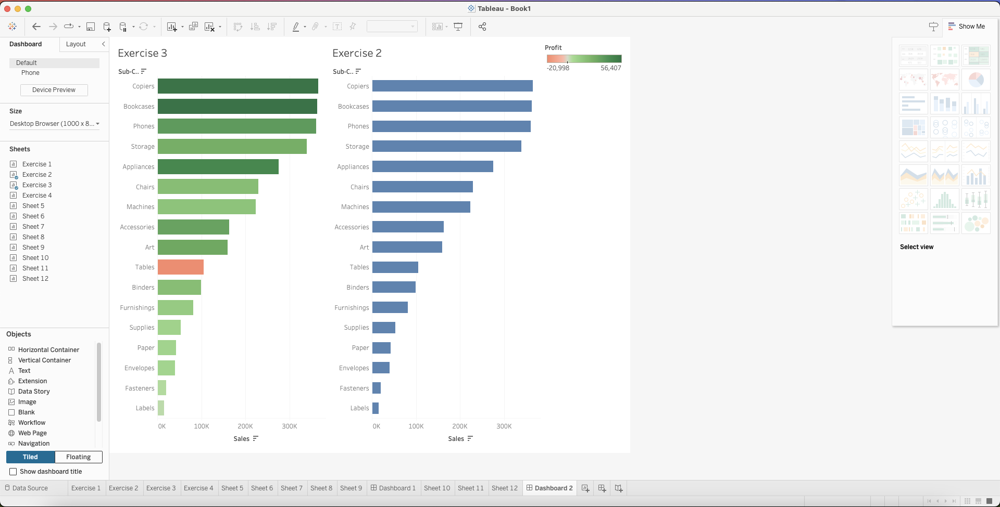 Tableau - Book1
Show Me
Dashboard
Layout
Default
Phone
Device Preview
Size
Desktop Browser (1000 x 8...
Sheets
Exercise 1
Exercise 2
Exercise 3
Exercise 4
Sheet 5
Sheet 6
Sheet 7
Sheet 8
Sheet 9
Sheet 10
Sheet 11
Sheet 12
Objects
Horizontal Container
Vertical Container
Text
Extension
Data Story
Image
Blank
Workflow
Web Page
Navigation
Tiled
Floating
Show dashboard title
Exercise 3
Sub-C..
Copiers
Bookcases
Phones
Storage
Appliances
Chairs
Machines
Accessories
Art
Tables
Binders
Furnishings
Supplies
Paper
Envelopes
Fasteners
Labels
0K 100K 200K 300K
Sales
Exercise 2
Sub-C..
Copiers
Bookcases
Phones
Storage
Appliances
Chairs
Machines
Accessories
Art
Tables
Binders
Furnishings
Supplies
Paper
Envelopes
Fasteners
Labels
0K 100K 200K 300K
Sales
Profit
-20,998 56,407
Select view
Data Source Exercise 1 Exercise 2 Exercise 3 Exercise 4 Sheet 5 Sheet 6 Sheet 7 Sheet 8 Sheet 9 Dashboard 1 Sheet 10 Sheet 11 Sheet 12 Dashboard 2